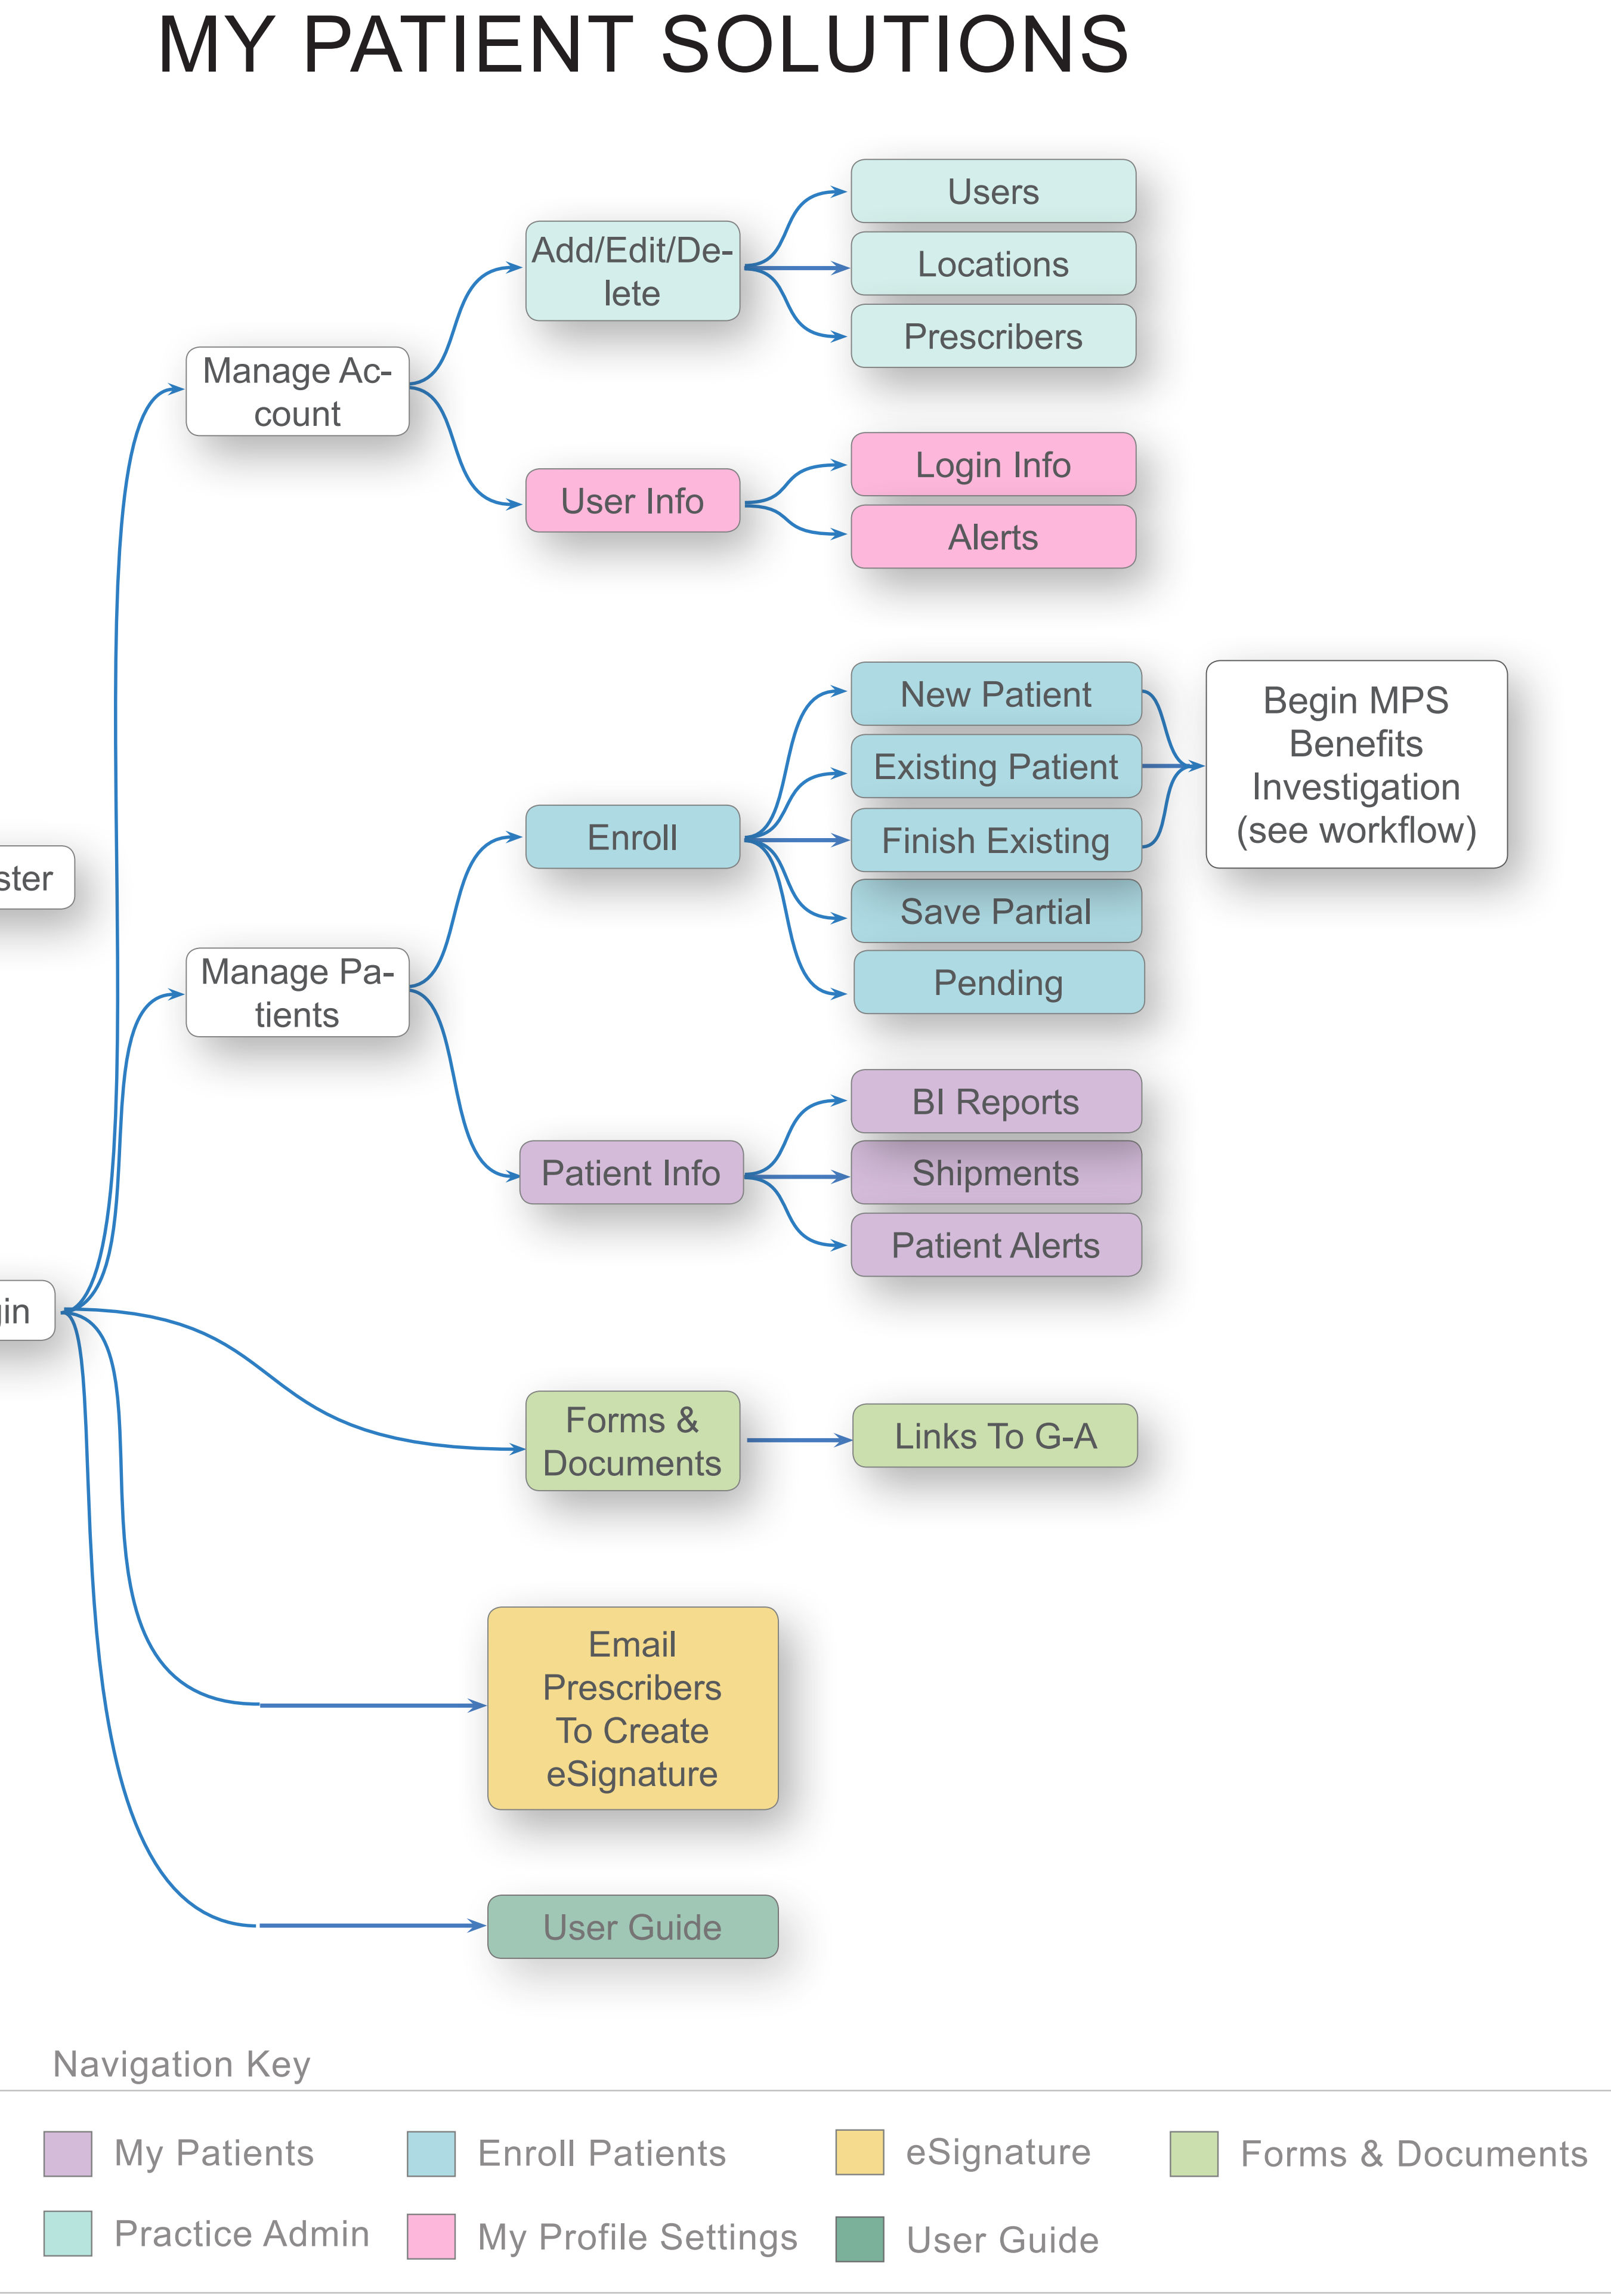 MY PATIENT SOLUTIONS
Users
Add/Edit/De-
lete
Locations
Prescribers
Manage Ac-
count
Login Info
User Info
Alerts
New Patient
Begin MPS
Benefits
Investigation
(see workflow)
Existing Patient
Enroll
Finish Existing
ster
Save Partial
Manage Pa-
tients
Pending
BI Reports
Patient Info
Shipments
Patient Alerts
gin
Forms &
Documents
Links To G-A
Email
Prescribers
To Create
eSignature
User Guide
Navigation Key
My Patients
Enroll Patients
eSignature
Forms & Documents
Practice Admin
My Profile Settings
User Guide